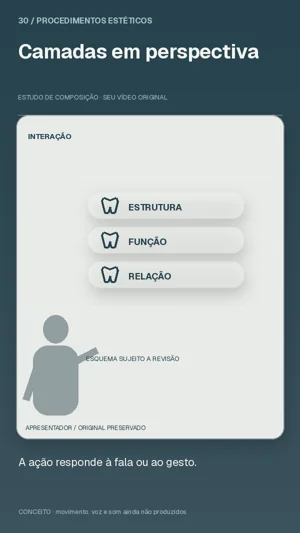 30 / PROCEDIMENTOS ESTÉTICOS
Camadas em perspectiva
ESTUDO DE COMPOSIÇÃO · SEU VÍDEO ORIGINAL
INTERAÇÃO
ESTRUTURA
FUNÇÃO
RELAÇÃO
ESQUEMA SUJEITO A REVISÃO
APRESENTADOR / ORIGINAL PRESERVADO
A ação responde à fala ou ao gesto.
CONCEITO · movimento, voz e som ainda não produzidos